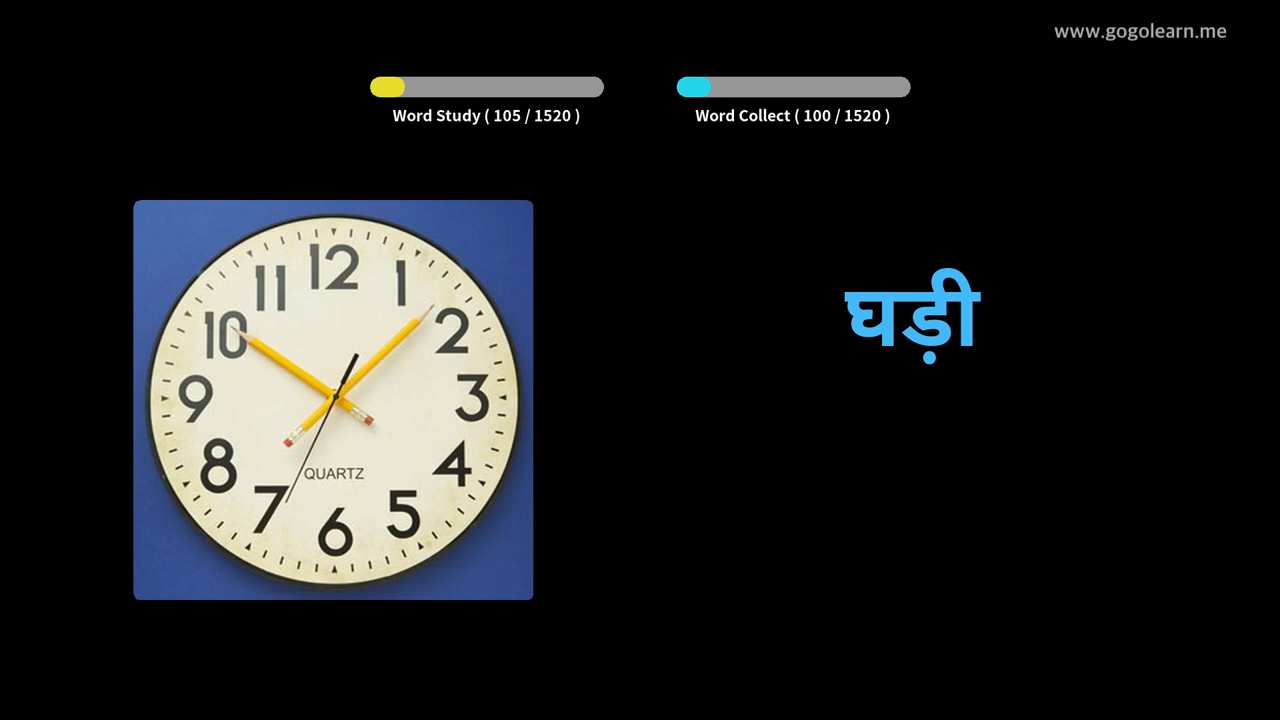 www.gogolearn.me
Word Study ( 105 / 1520 )
Word Collect ( 100 / 1520 )
घड़ी
12
1
2
3
4
5
6
7
8
9
10
11
QUARTZ